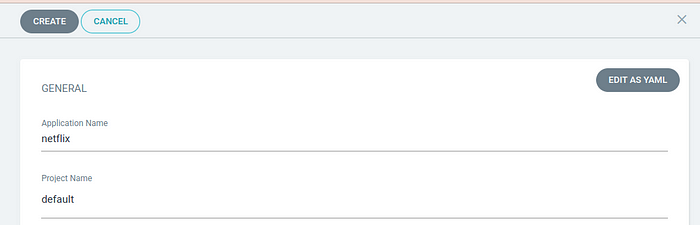 CREATE CANCEL
EDIT AS YAML
GENERAL
Application Name
netflix
Project Name
default